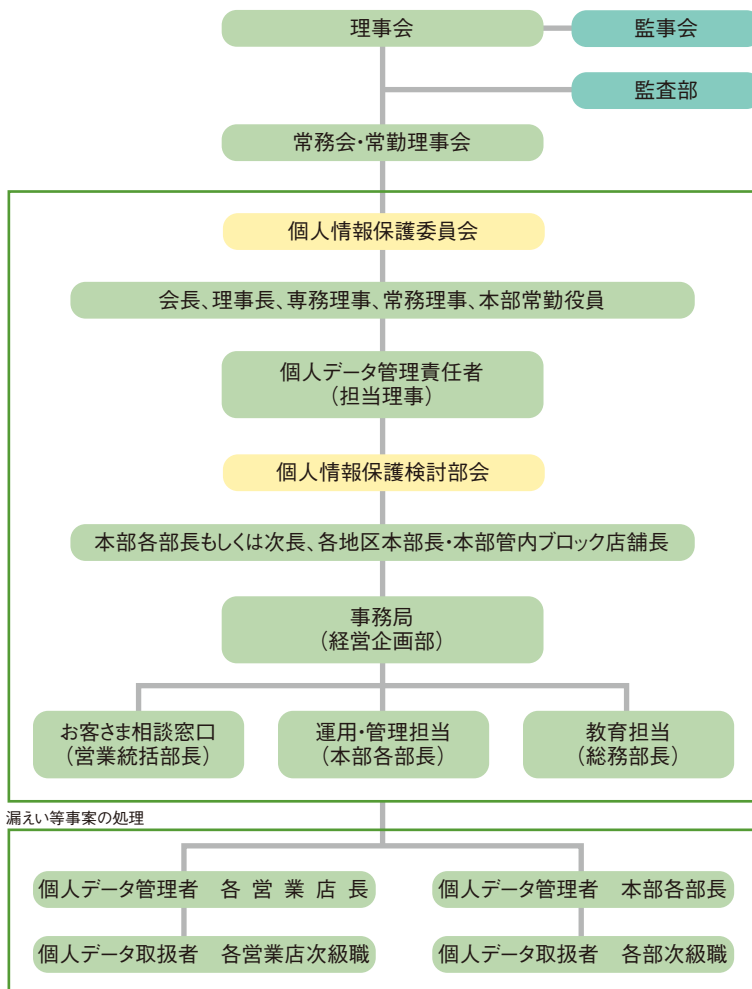 理事会
監事会
監査部
常務会・常勤理事会
個人情報保護委員会
会長、理事長、専務理事、常務理事、本部常勤役員
個人データ管理責任者
（担当理事）
個人情報保護検討部会
本部各部長もしくは次長、各地区本部長・本部管内ブロック店舗長
事務局
（経営企画部）
お客さま相談窓口
（営業統括部長）
運用・管理担当
（本部各部長）
教育担当
（総務部長）
漏えい等事案の処理
個人データ管理者　各 営 業 店 長
個人データ管理者　本部各部長
個人データ取扱者　各営業店次級職
個人データ取扱者　各部次級職